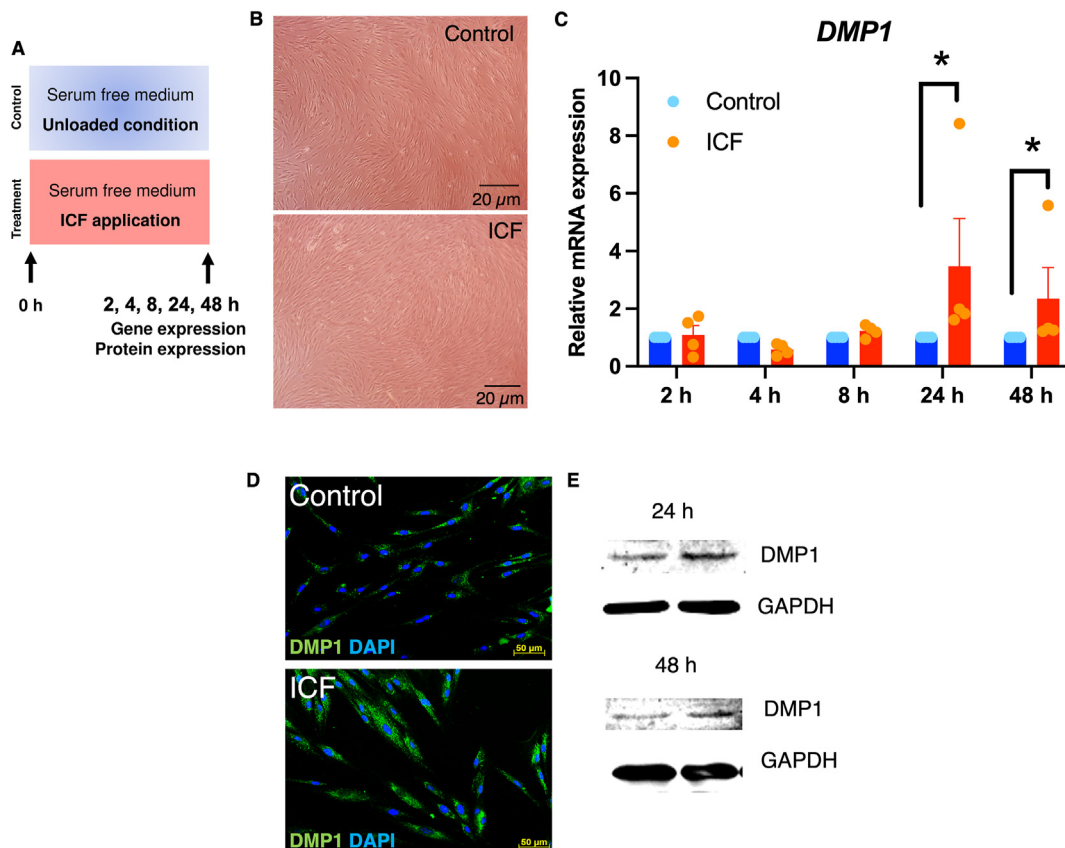 A
Control
Serum free medium
Unloaded condition
Treatment
Serum free medium
ICF application
0 h
2, 4, 8, 24, 48 h
Gene expression
Protein expression
B
Control
20 µm
ICF
20 µm
C
DMP1
Relative mRNA expression
10
8
6
4
2
0
Control
ICF
*
*
2 h
4 h
8 h
24 h
48 h
D
Control
DMP1 DAPI
50 µm
ICF
DMP1 DAPI
50 µm
E
24 h
DMP1
GAPDH
48 h
DMP1
GAPDH